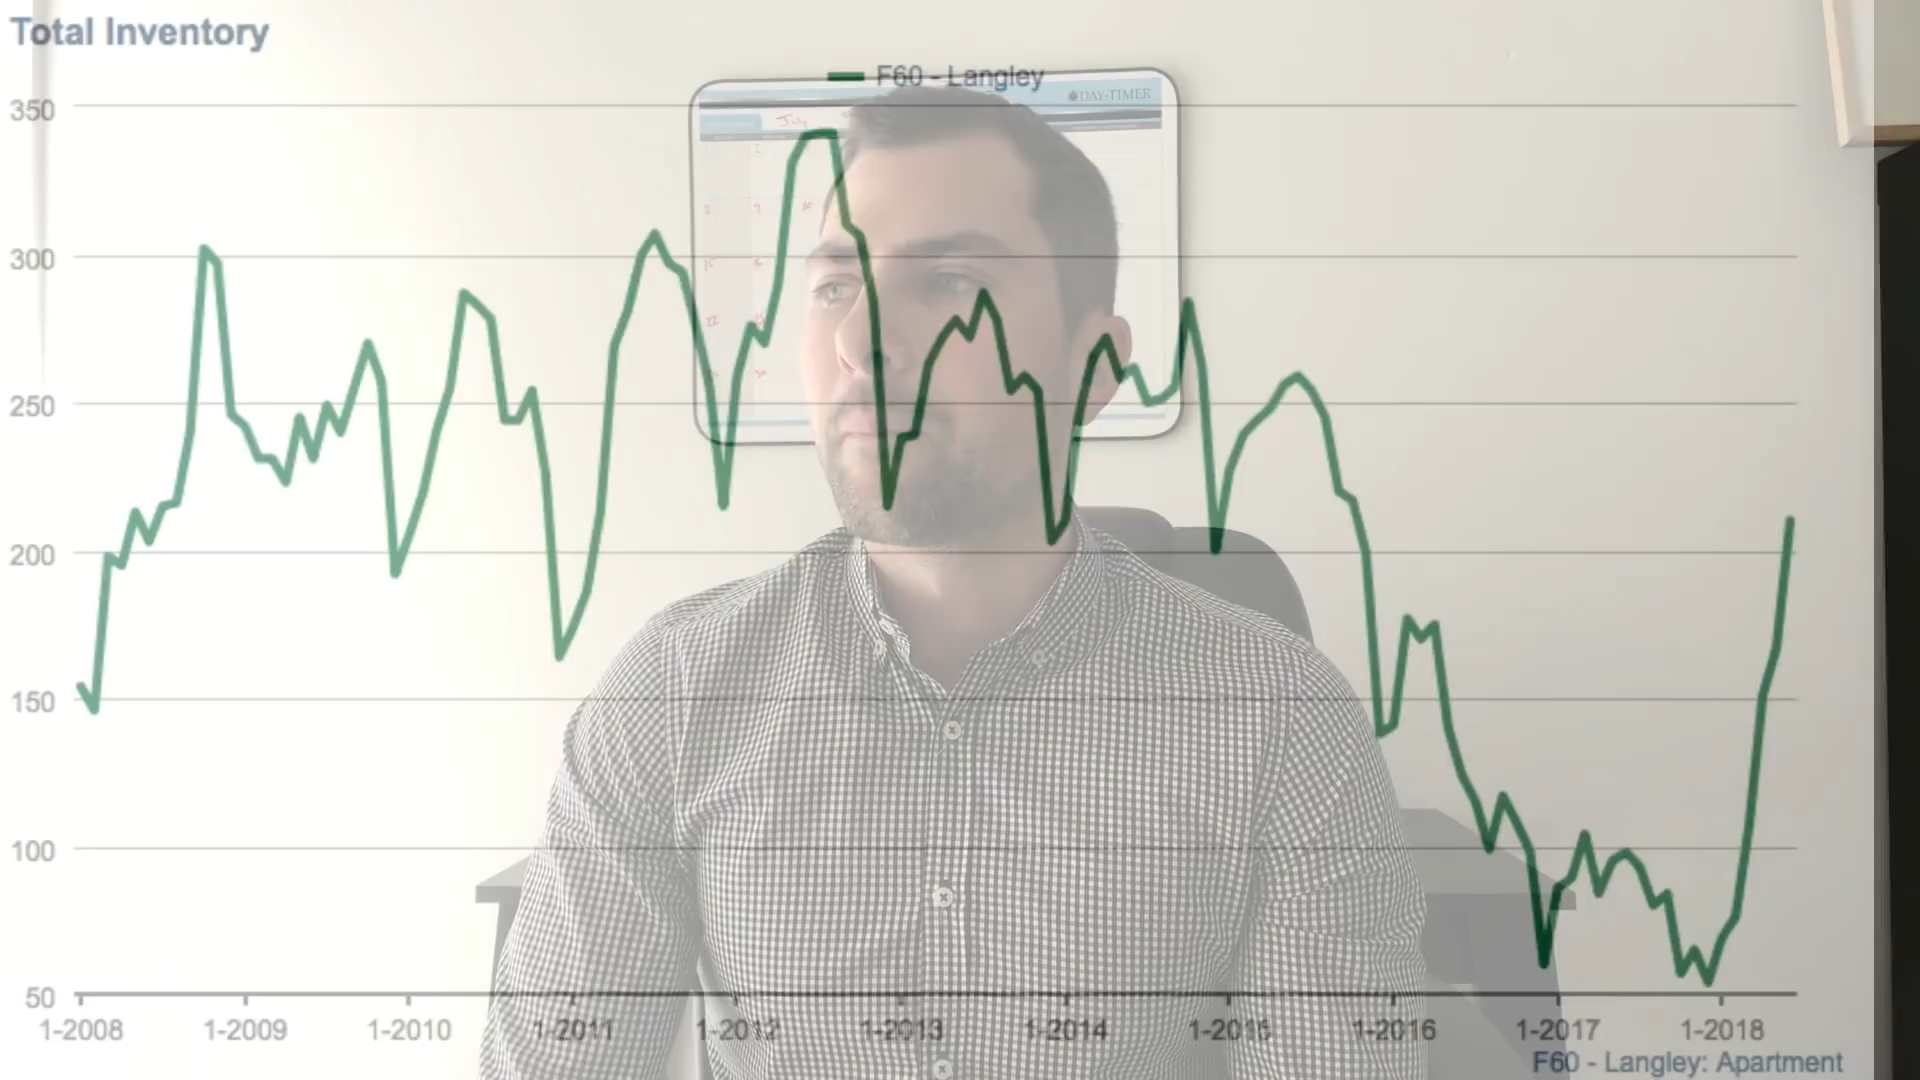 Total Inventory
F60 - Langley
DAY-TIMER
July
350
300
250
200
150
100
50
1-2008 1-2009 1-2010 1-2011 1-2012 1-2013 1-2014 1-2015 1-2016 1-2017 1-2018
F60 - Langley: Apartment